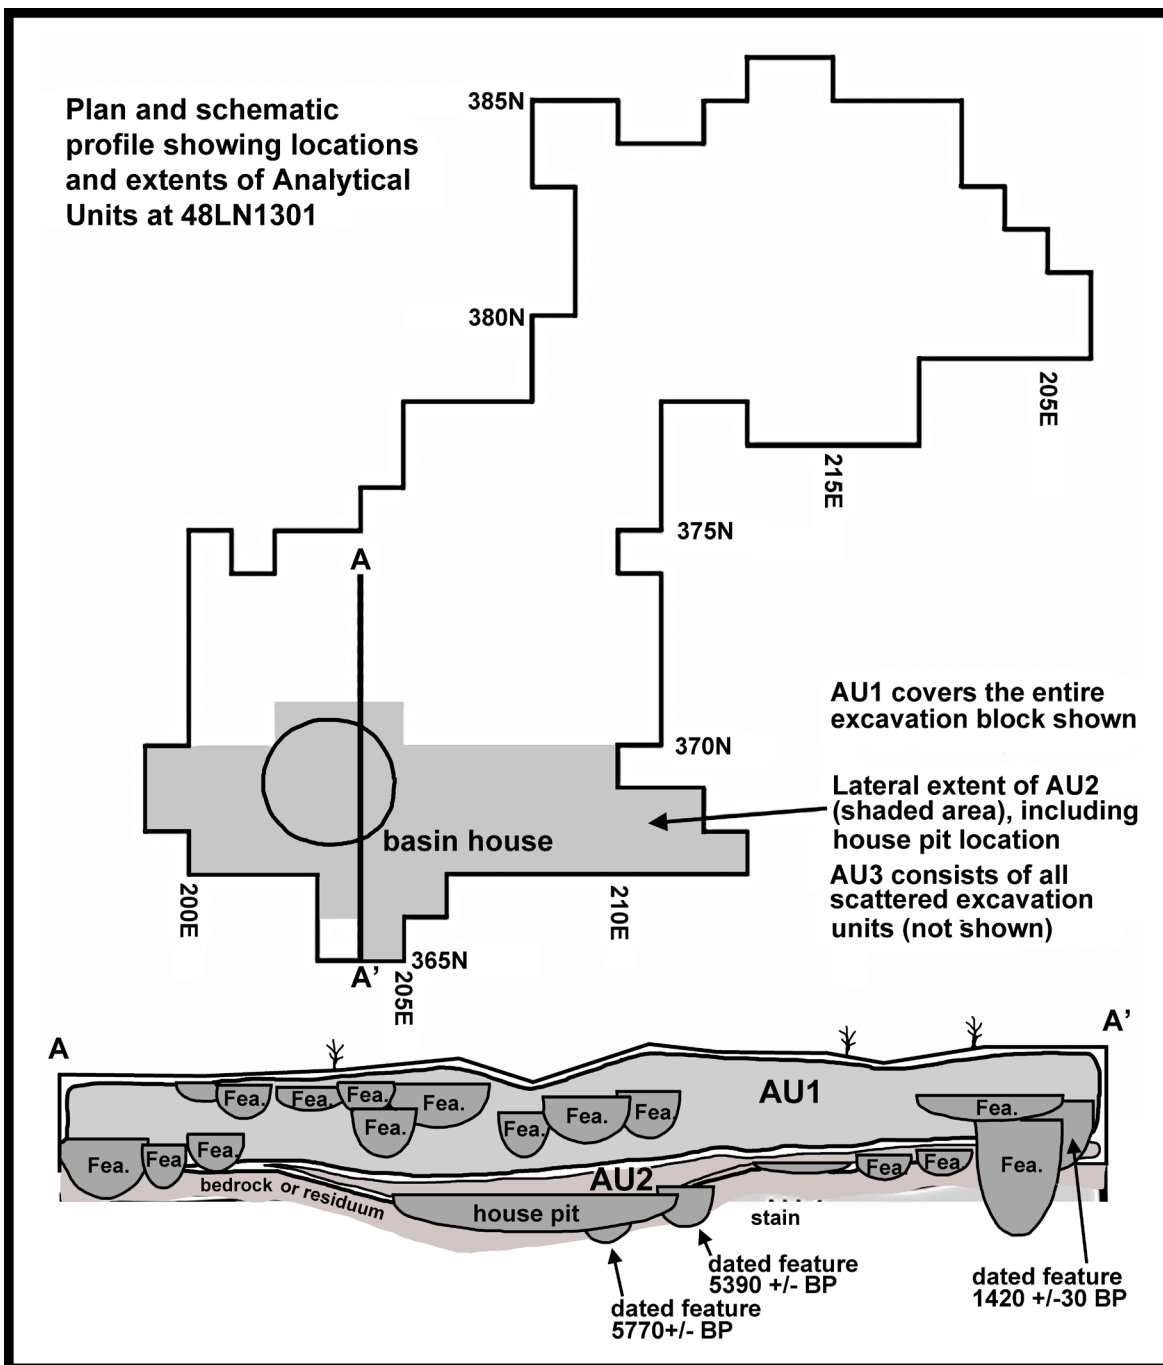 Plan and schematic
profile showing locations
and extents of Analytical
Units at 48LN1301
385N
380N
205E
215E
375N
A
AU1 covers the entire
excavation block shown
370N
Lateral extent of AU2
(shaded area), including
house pit location
basin house
AU3 consists of all
scattered excavation
units (not shown)
200E
210E
365N
A’
205E
A
A’
AU1
Fea.
Fea.
Fea.
Fea.
Fea.
Fea.
Fea.
Fea.
Fea.
Fea.
Fea
Fea.
Fea.
Fea.
Fea.
AU2
bedrock or residuum
house pit
stain
dated feature
5390 +/- BP
dated feature
5770+/- BP
dated feature
1420 +/-30 BP